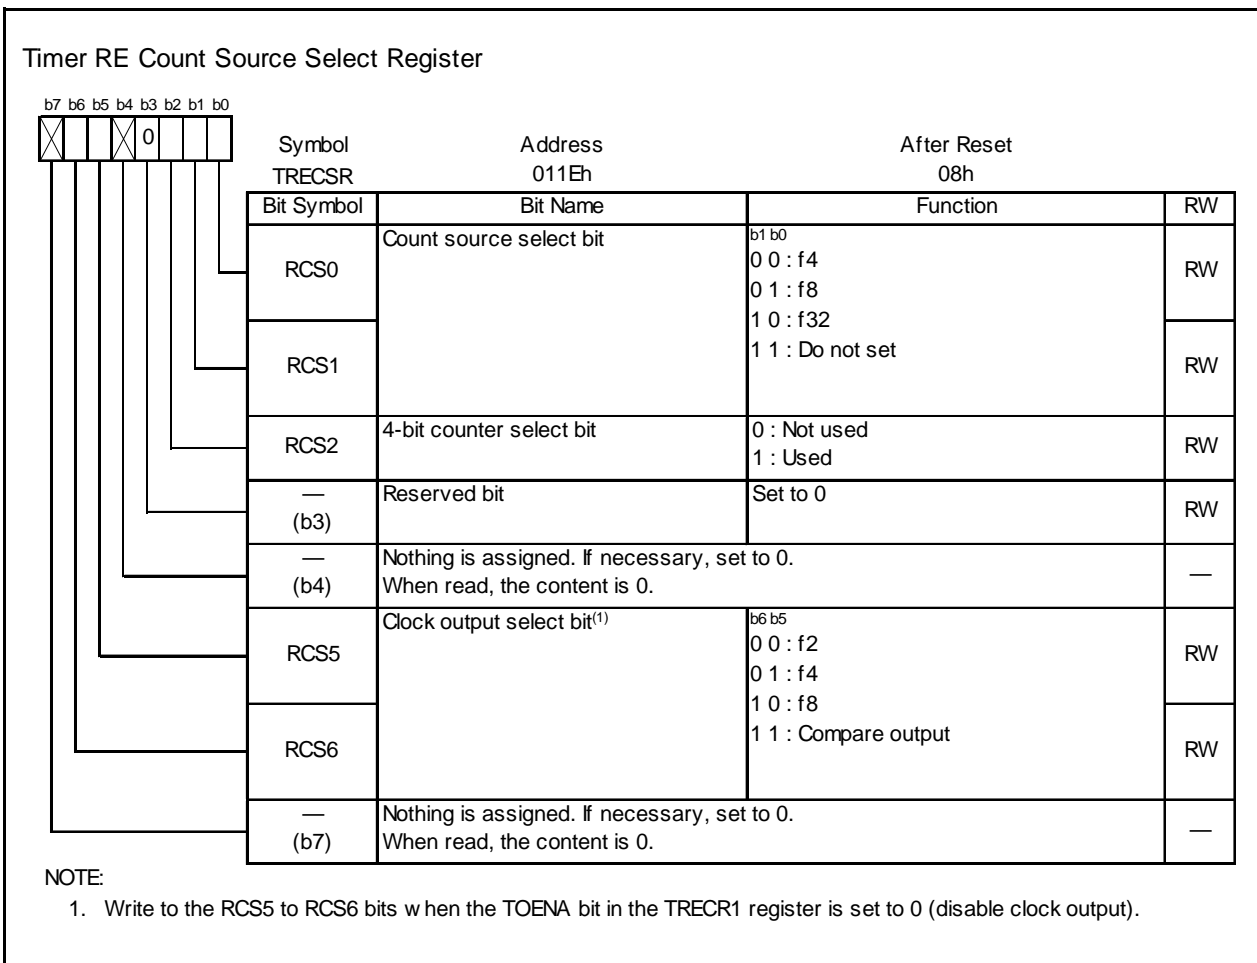 Timer RE Count Source Select Register
b7 b6 b5 b4 b3 b2 b1 b0
0
Symbol Address After Reset
TRECSR 011Eh 08h
Bit Symbol Bit Name Function RW
RCS0 Count source select bit b1 b0 RW
0 0 : f4
0 1 : f8
1 0 : f32
RCS1 1 1 : Do not set RW
RCS2 4-bit counter select bit 0 : Not used RW
1 : Used
— Reserved bit Set to 0 RW
(b3)
— Nothing is assigned. If necessary, set to 0. —
(b4) When read, the content is 0.
RCS5 Clock output select bit(1) b6 b5 RW
0 0 : f2
0 1 : f4
1 0 : f8
RCS6 1 1 : Compare output RW
— Nothing is assigned. If necessary, set to 0. —
(b7) When read, the content is 0.
NOTE:
1. Write to the RCS5 to RCS6 bits when the TOENA bit in the TRECR1 register is set to 0 (disable clock output).